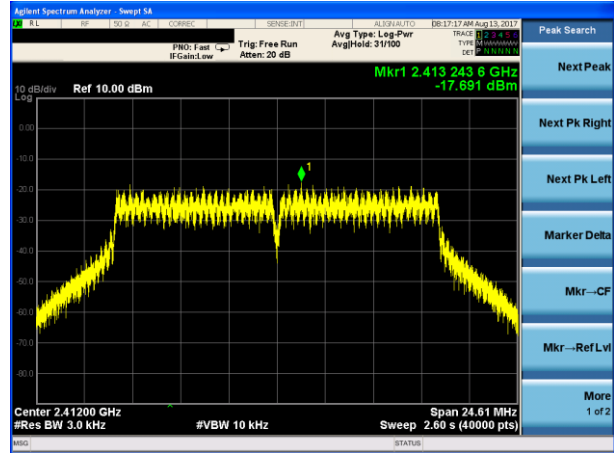 Agilent Spectrum Analyzer - Swept SA
LXI RL RF 50 Ω AC CORREC SENSE:INT ALIGNAUTO 08:17:17 AM Aug 13, 2017
PNO: Fast
IFGain:Low
Trig: Free Run
Atten: 20 dB
Avg Type: Log-Pwr
Avg|Hold: 31/100
TRACE 1 2 3 4 5 6
TYPE M WWWWW
DET P N N N N N
Mkr1 2.413 243 6 GHz
-17.691 dBm
10 dB/div Ref 10.00 dBm
Log
0.00
-10.0
-20.0
-30.0
-40.0
-50.0
-60.0
-70.0
-80.0
1
Center 2.41200 GHz
#Res BW 3.0 kHz
#VBW 10 kHz
Span 24.61 MHz
Sweep 2.60 s (40000 pts)
MSG
STATUS
Peak Search
Next Peak
Next Pk Right
Next Pk Left
Marker Delta
Mkr→CF
Mkr→Ref Lvl
More
1 of 2